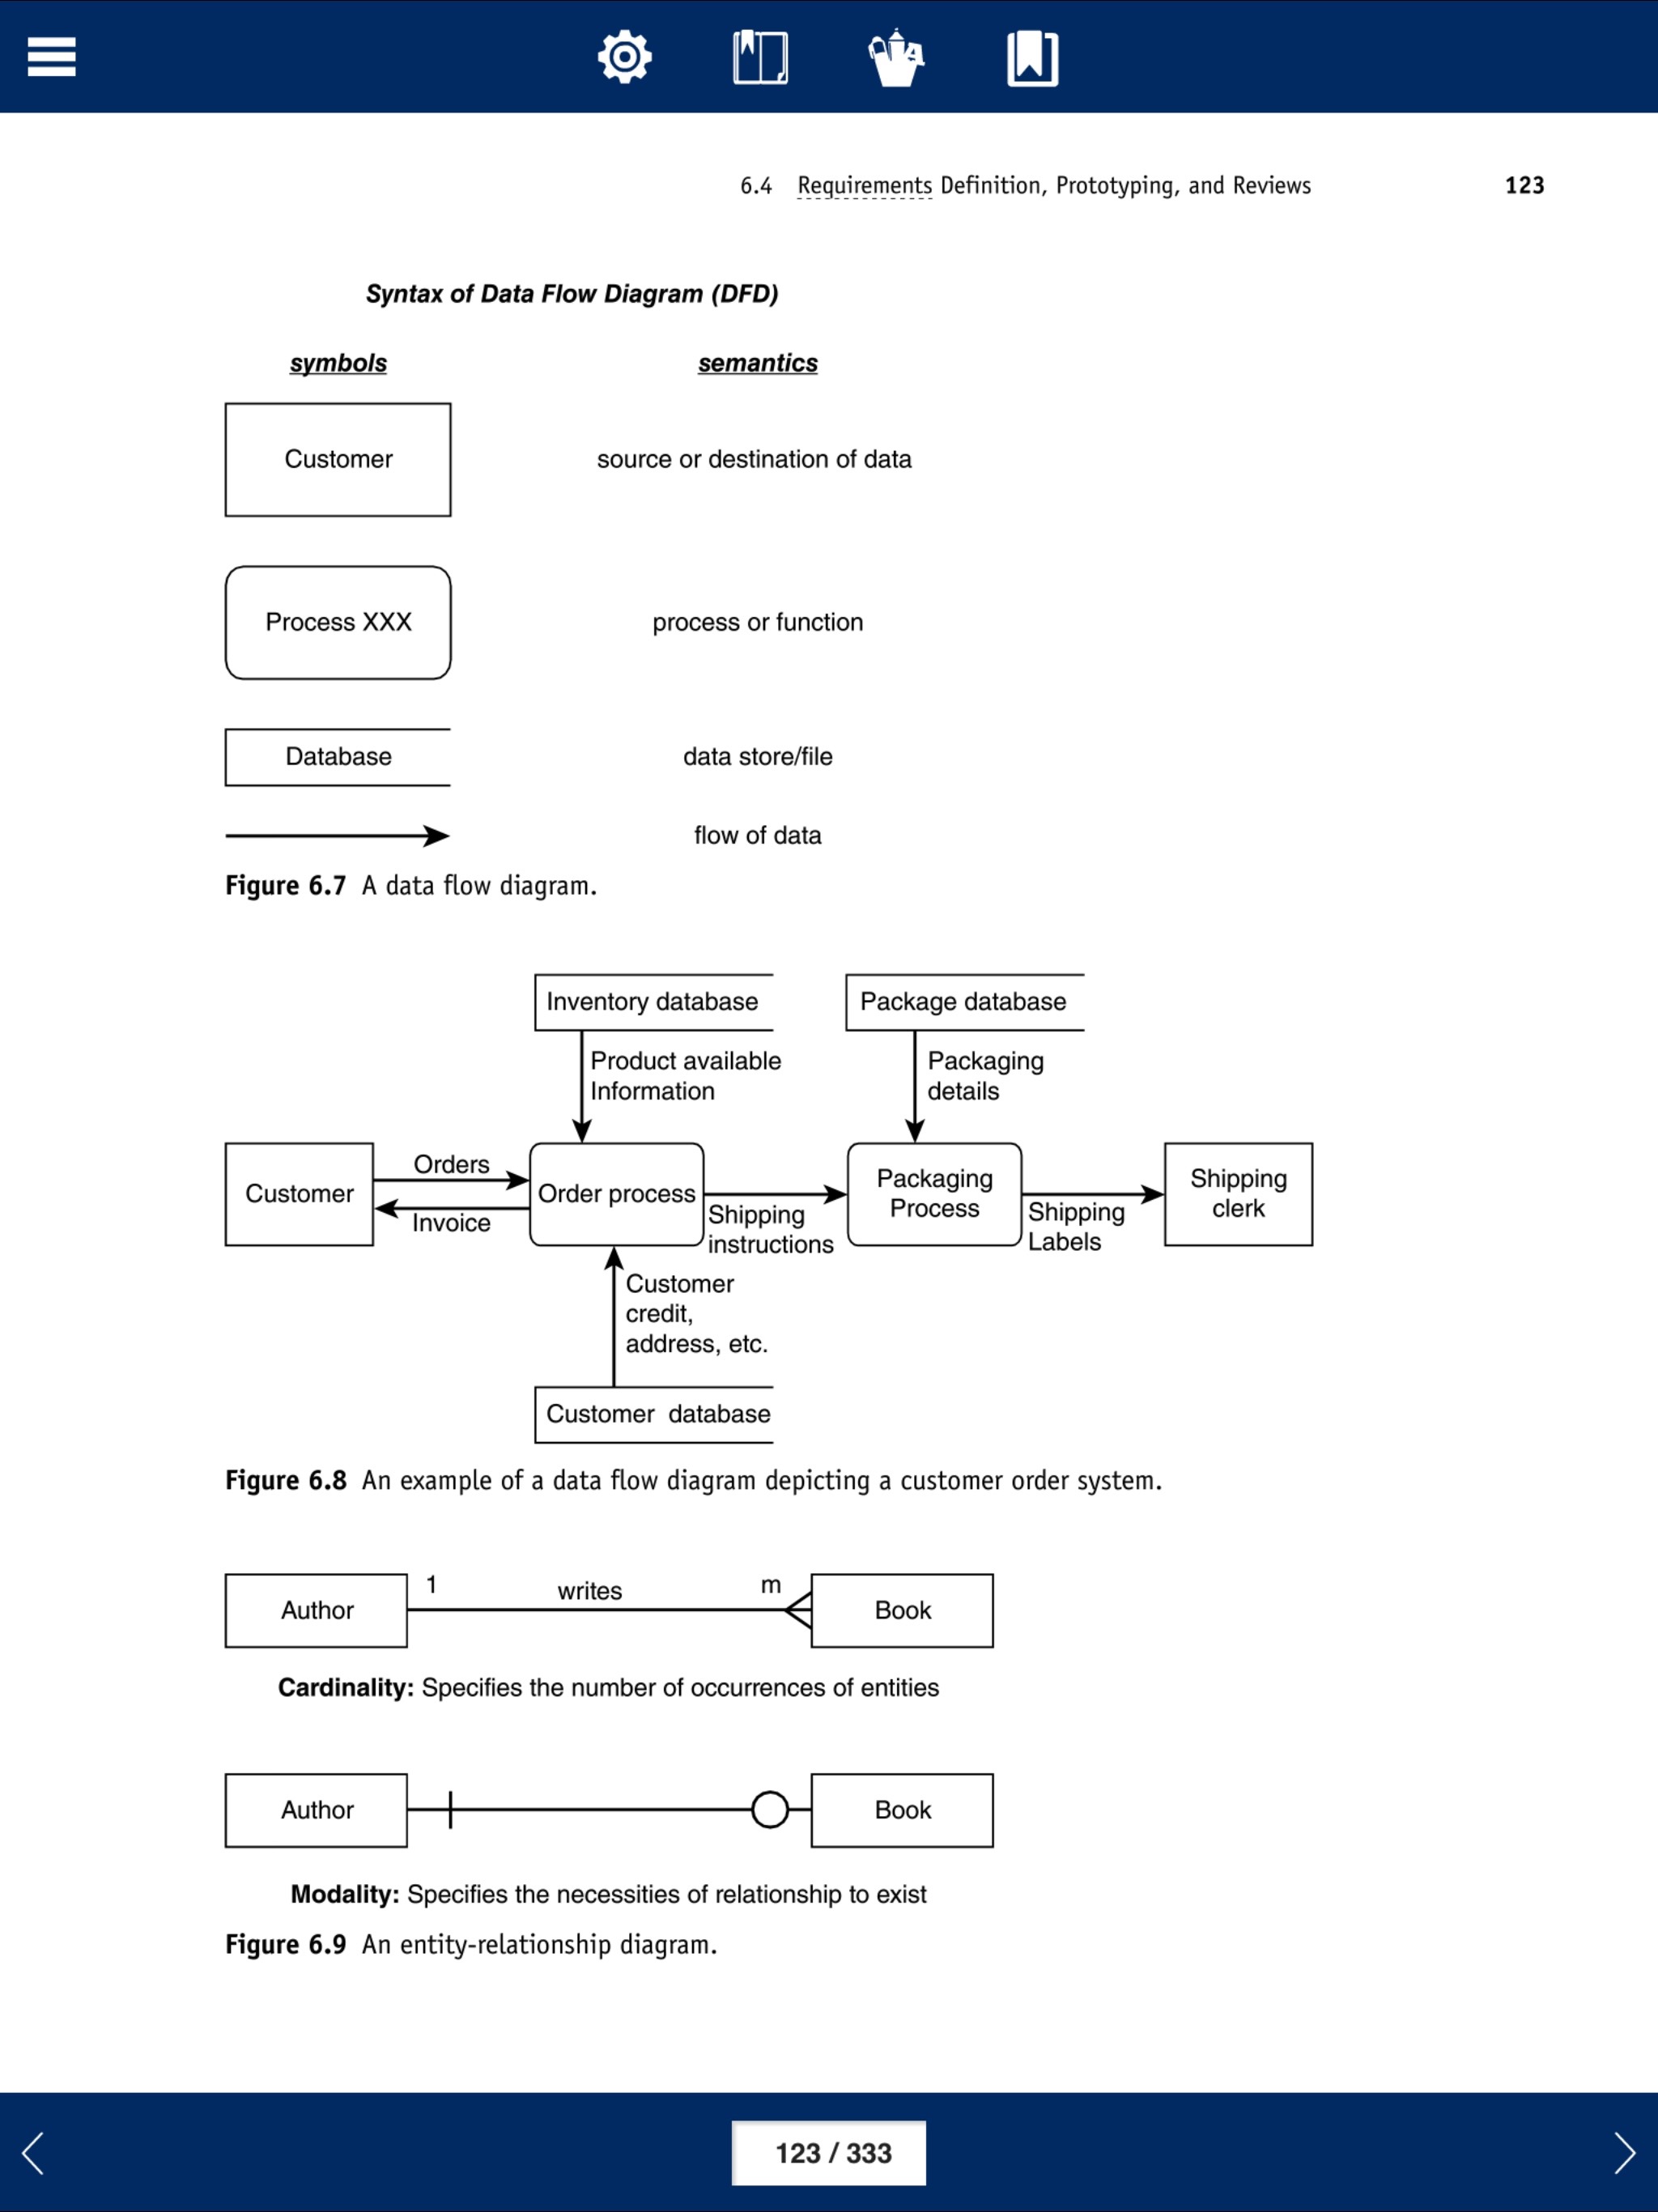 6.4 Requirements Definition, Prototyping, and Reviews 123
Syntax of Data Flow Diagram (DFD)
symbols semantics
Customer source or destination of data
Process XXX process or function
Database data store/file
flow of data
Figure 6.7 A data flow diagram.
Inventory database
Package database
Product available
Information
Packaging
details
Customer
Orders
Invoice
Order process
Shipping
instructions
Packaging
Process
Shipping
Labels
Shipping
clerk
Customer
credit,
address, etc.
Customer database
Figure 6.8 An example of a data flow diagram depicting a customer order system.
Author 1 writes m Book
Cardinality: Specifies the number of occurrences of entities
Author Book
Modality: Specifies the necessities of relationship to exist
Figure 6.9 An entity-relationship diagram.
123 / 333